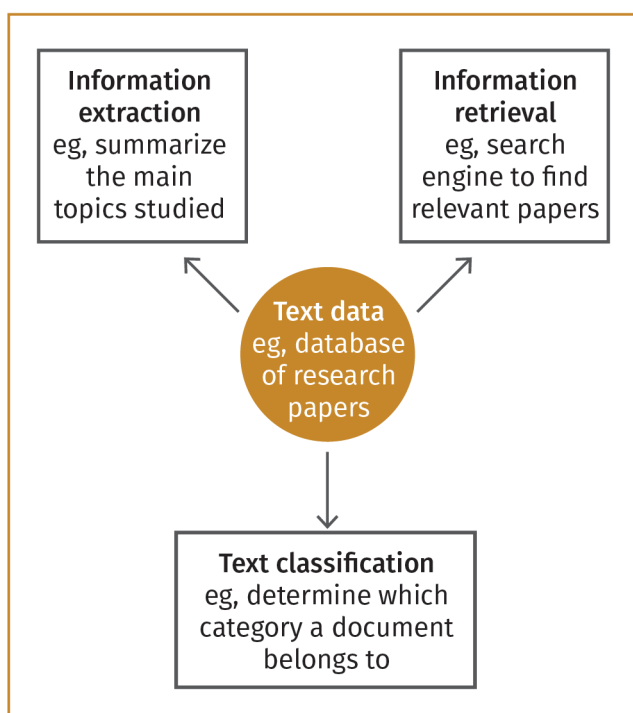 Information
extraction
eg, summarize
the main
topics studied
Information
retrieval
eg, search
engine to find
relevant papers
Text data
eg, database
of research
papers
Text classification
eg, determine which
category a document
belongs to